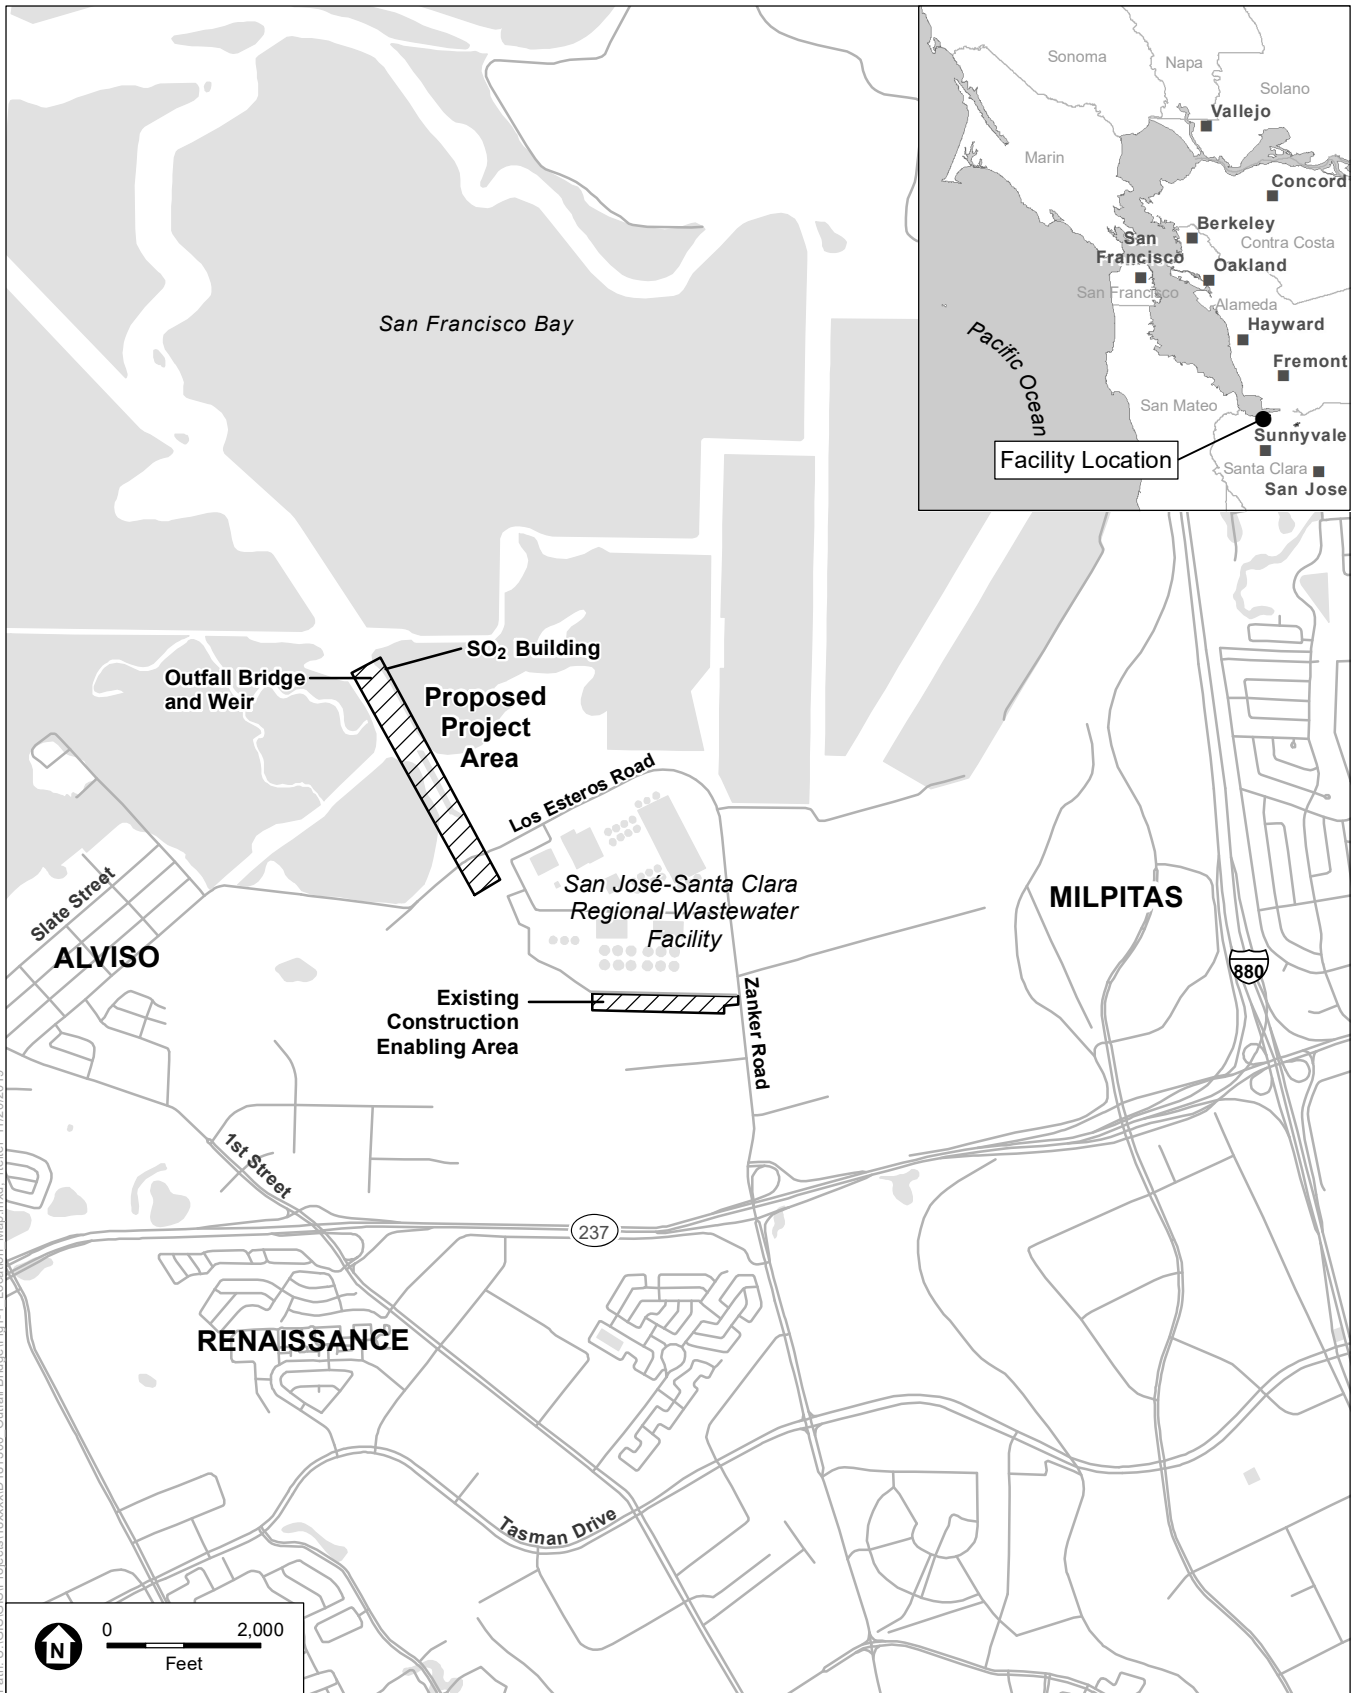 Sonoma
Napa
Solano
Vallejo
Marin
Concord
Berkeley
San
Francisco
Contra Costa
Oakland
San Francisco
Alameda
Hayward
Pacific Ocean
Fremont
San Mateo
Facility Location
Sunnyvale
Santa Clara
San Jose
San Francisco Bay
SO₂ Building
Outfall Bridge
and Weir
Proposed
Project
Area
Los Esteros Road
Slate Street
ALVISO
San José-Santa Clara
Regional Wastewater
Facility
MILPITAS
880
Existing
Construction
Enabling Area
Zanker Road
1st Street
237
RENAISSANCE
Tasman Drive
N
0 2,000
Feet